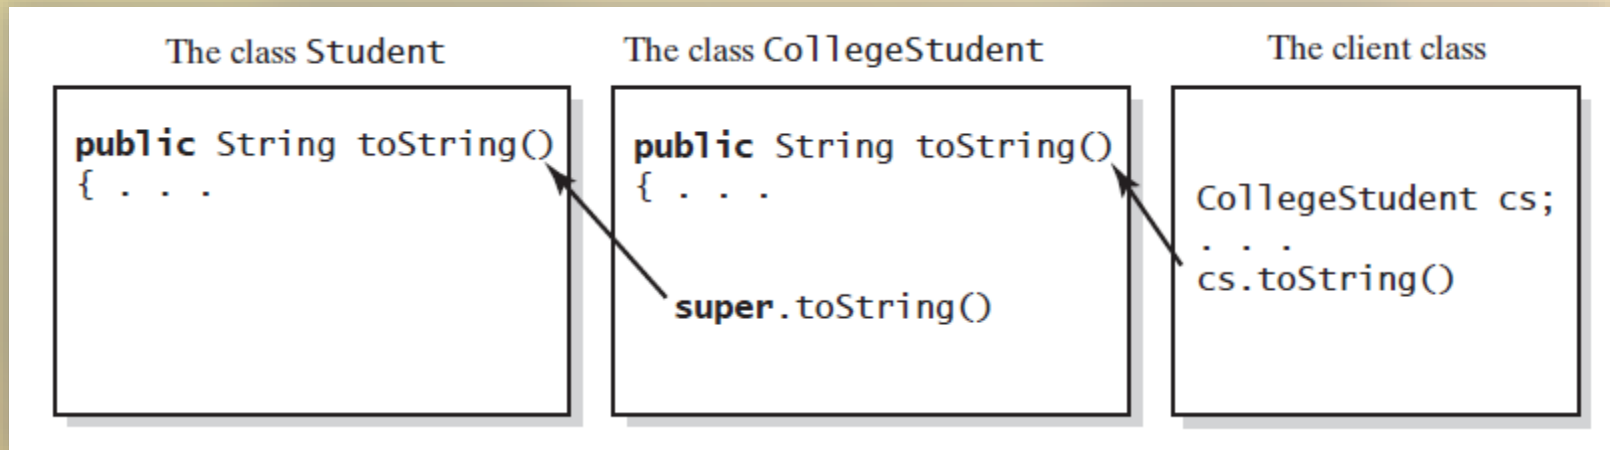 The class Student
public String toString()
{ . . .
The class CollegeStudent
public String toString()
{ . . .
super.toString()
The client class
CollegeStudent cs;
. . .
cs.toString()